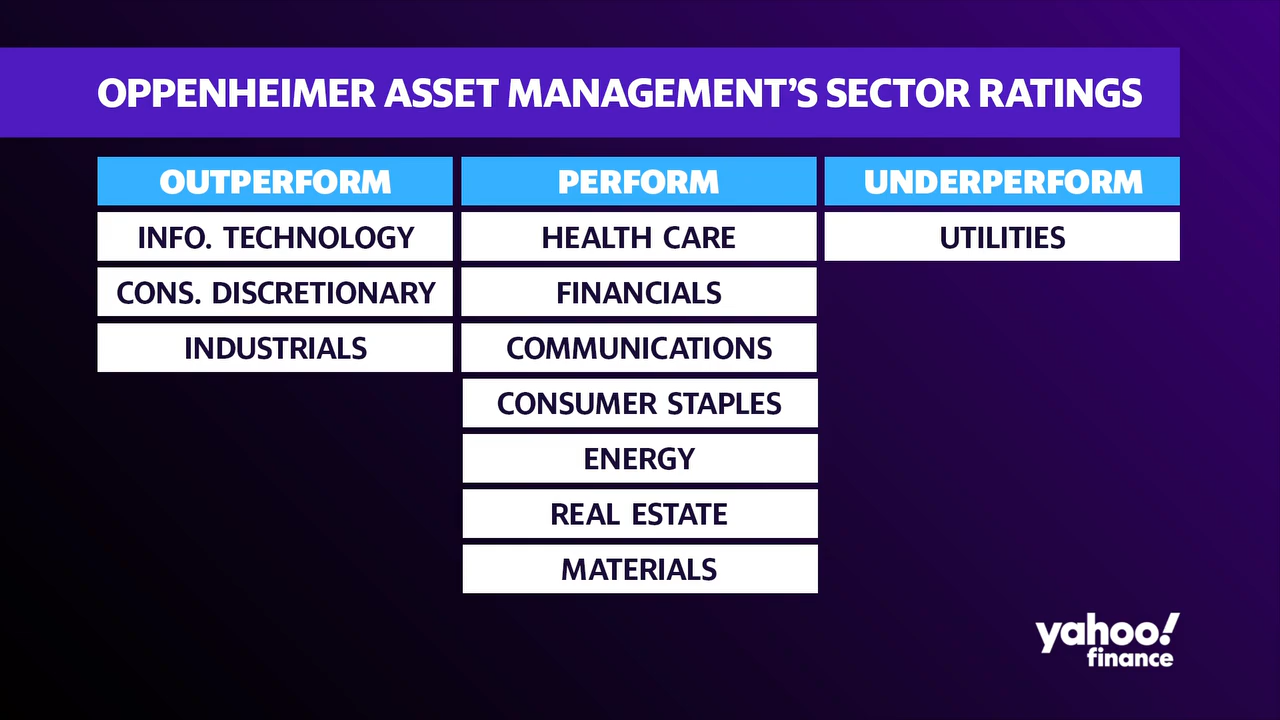 OPPENHEIMER ASSET MANAGEMENT’S SECTOR RATINGS
OUTPERFORM
INFO. TECHNOLOGY
CONS. DISCRETIONARY
INDUSTRIALS
PERFORM
HEALTH CARE
FINANCIALS
COMMUNICATIONS
CONSUMER STAPLES
ENERGY
REAL ESTATE
MATERIALS
UNDERPERFORM
UTILITIES
yahoo!
finance